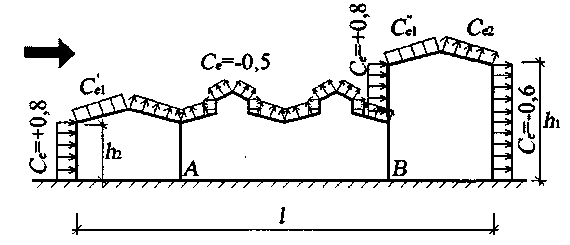 Cₑ=+0,8
C'ₑ₁
Cₑ=-0,5
Cₑ=+0,8
C''ₑ₁
Cₑ₂
Cₑ=-0,6
h₁
h₂
A
B
l